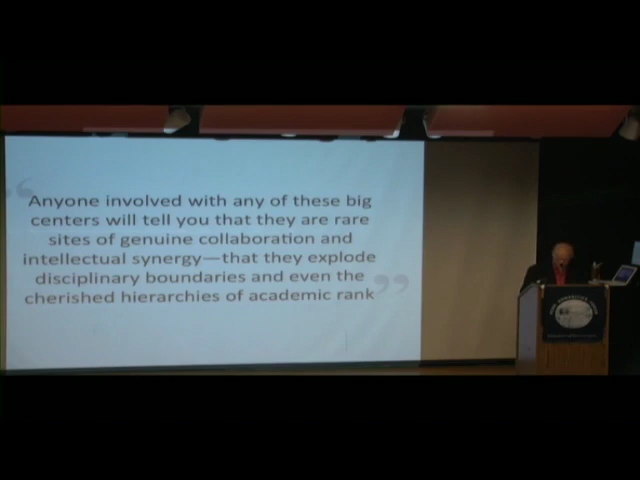 “Anyone involved with any of these big
centers will tell you that they are rare
sites of genuine collaboration and
intellectual synergy—that they explode
disciplinary boundaries and even the
cherished hierarchies of academic rank”